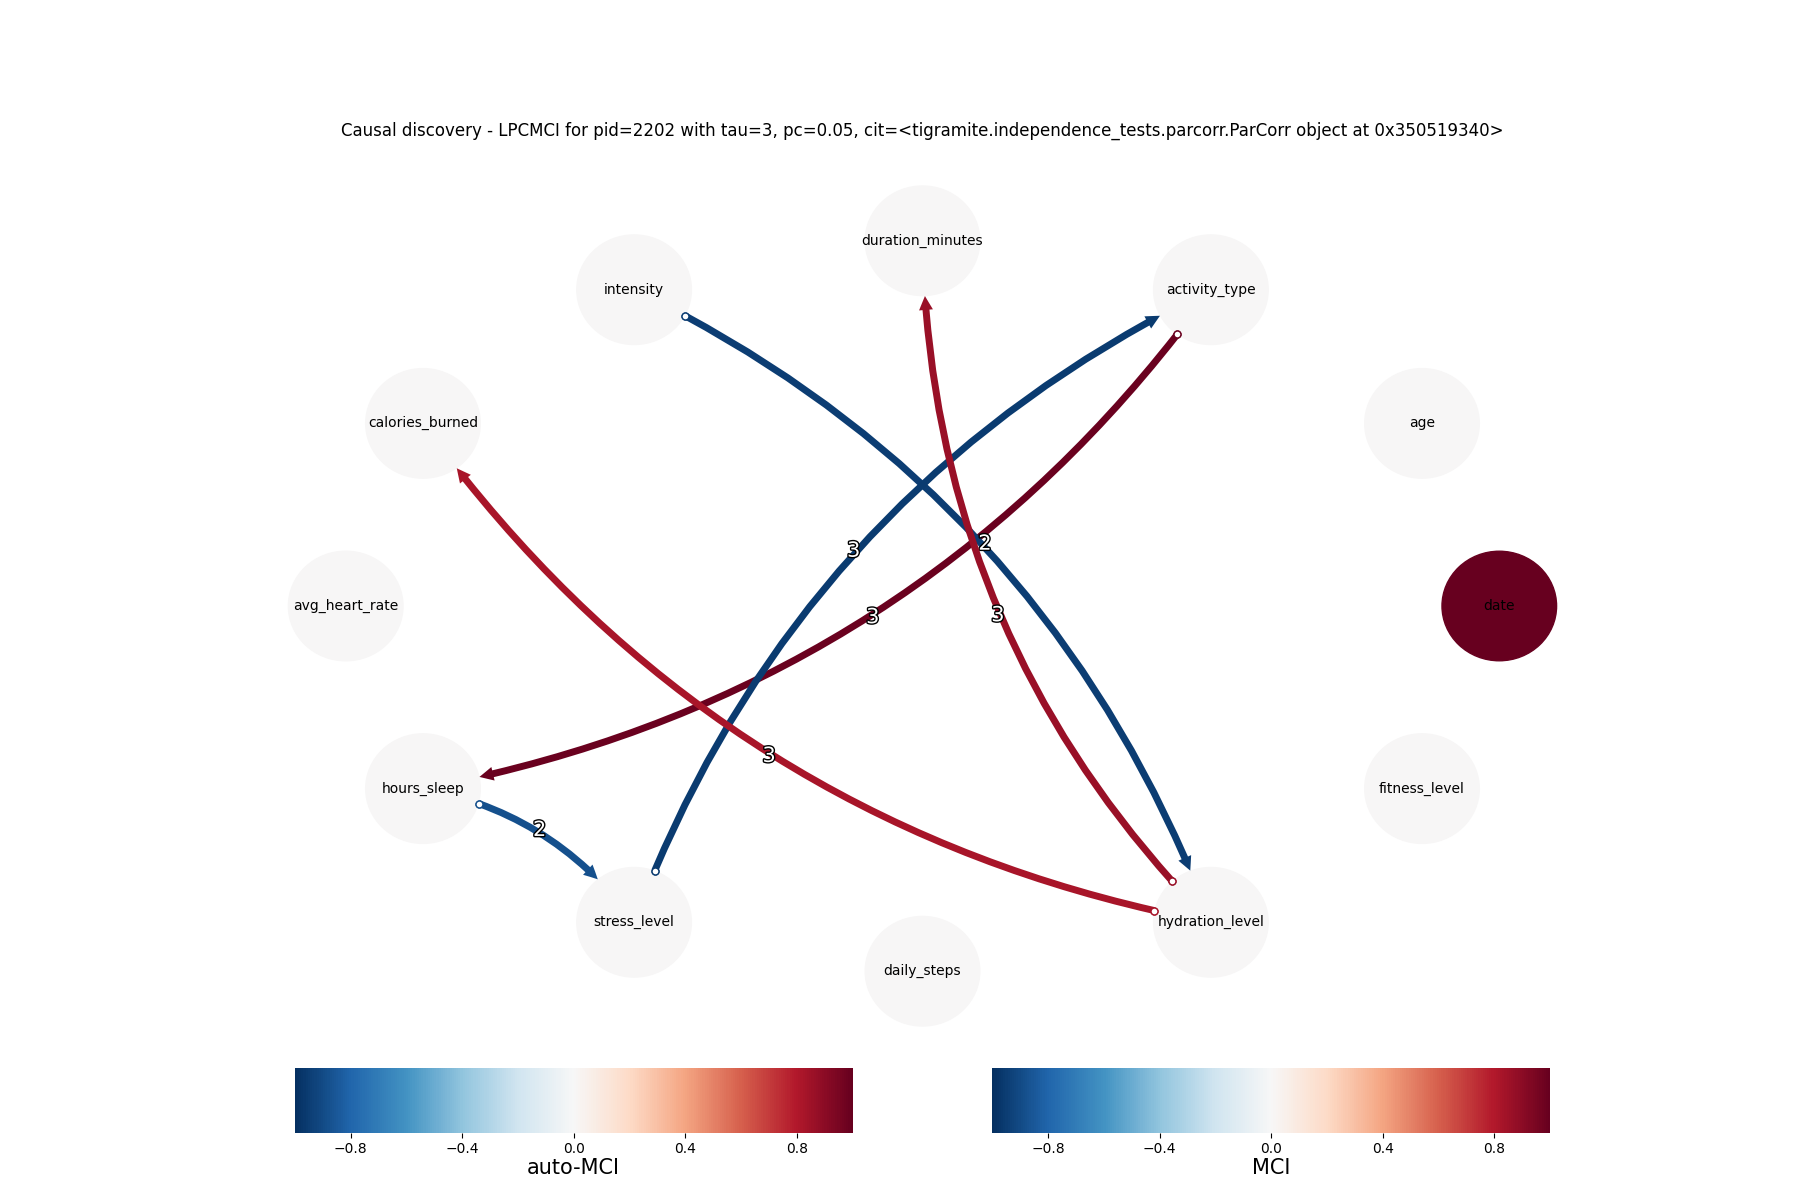 Causal discovery - LPCMCI for pid=2202 with tau=3, pc=0.05, cit=<tigramite.independence_tests.parcorr.ParCorr object at 0x350519340>
duration_minutes
intensity
activity_type
calories_burned
age
3
2
avg_heart_rate
date
3
3
3
hours_sleep
fitness_level
2
stress_level
hydration_level
daily_steps
−0.8 −0.4 0.0 0.4 0.8
auto-MCI
−0.8 −0.4 0.0 0.4 0.8
MCI